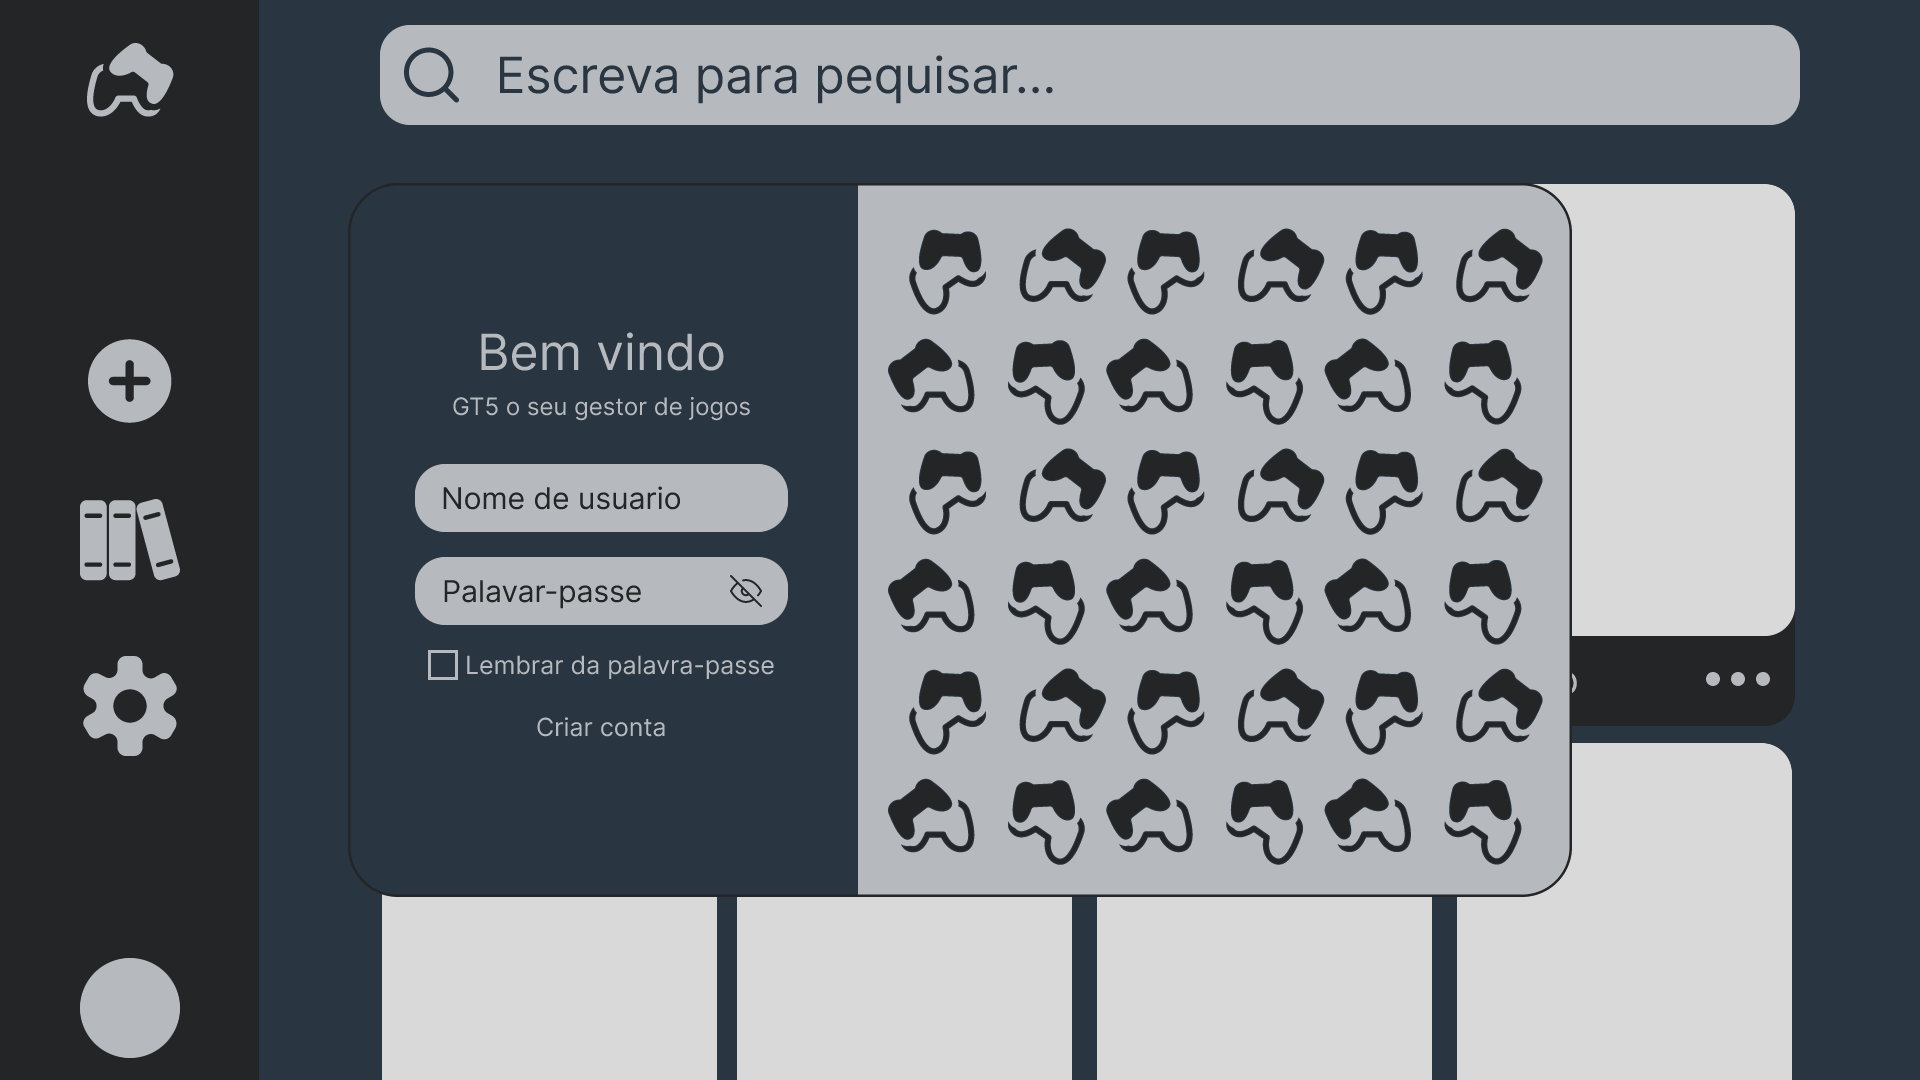 Escreva para pequisar...
Bem vindo
GT5 o seu gestor de jogos
Nome de usuario
Palavar-passe
Lembrar da palavra-passe
Criar conta